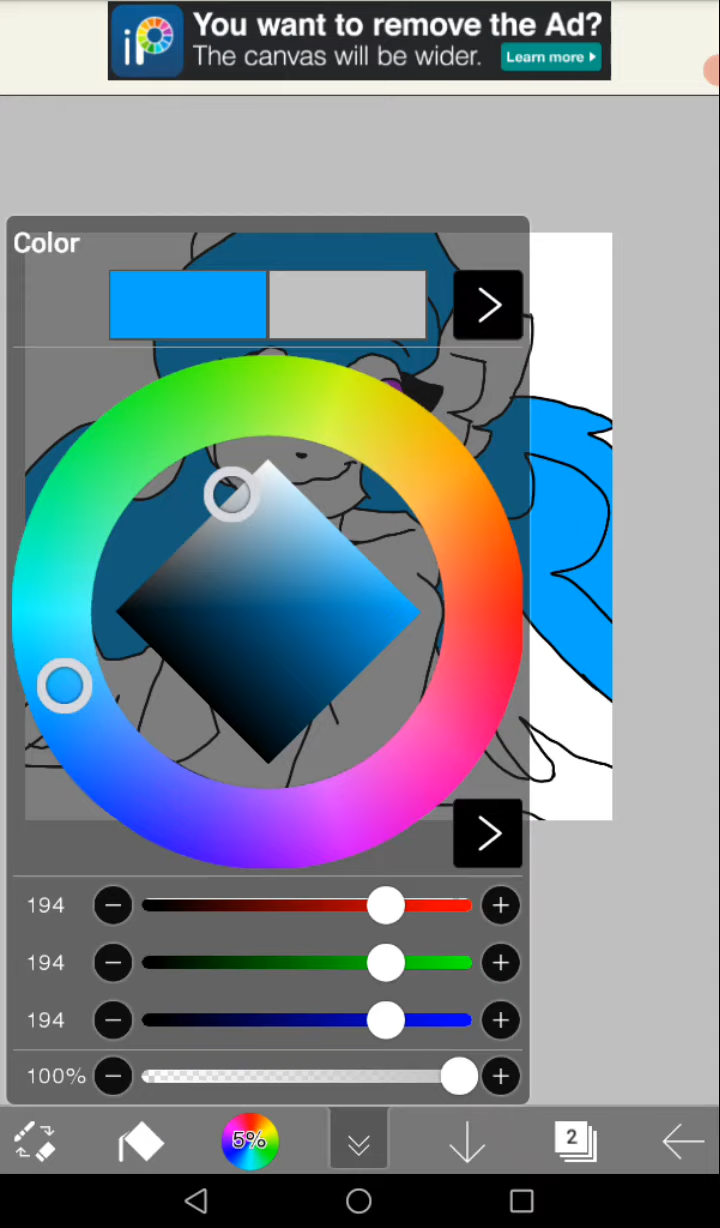 iP
You want to remove the Ad?
The canvas will be wider.
Learn more
Color
194
194
194
100%
5%
2